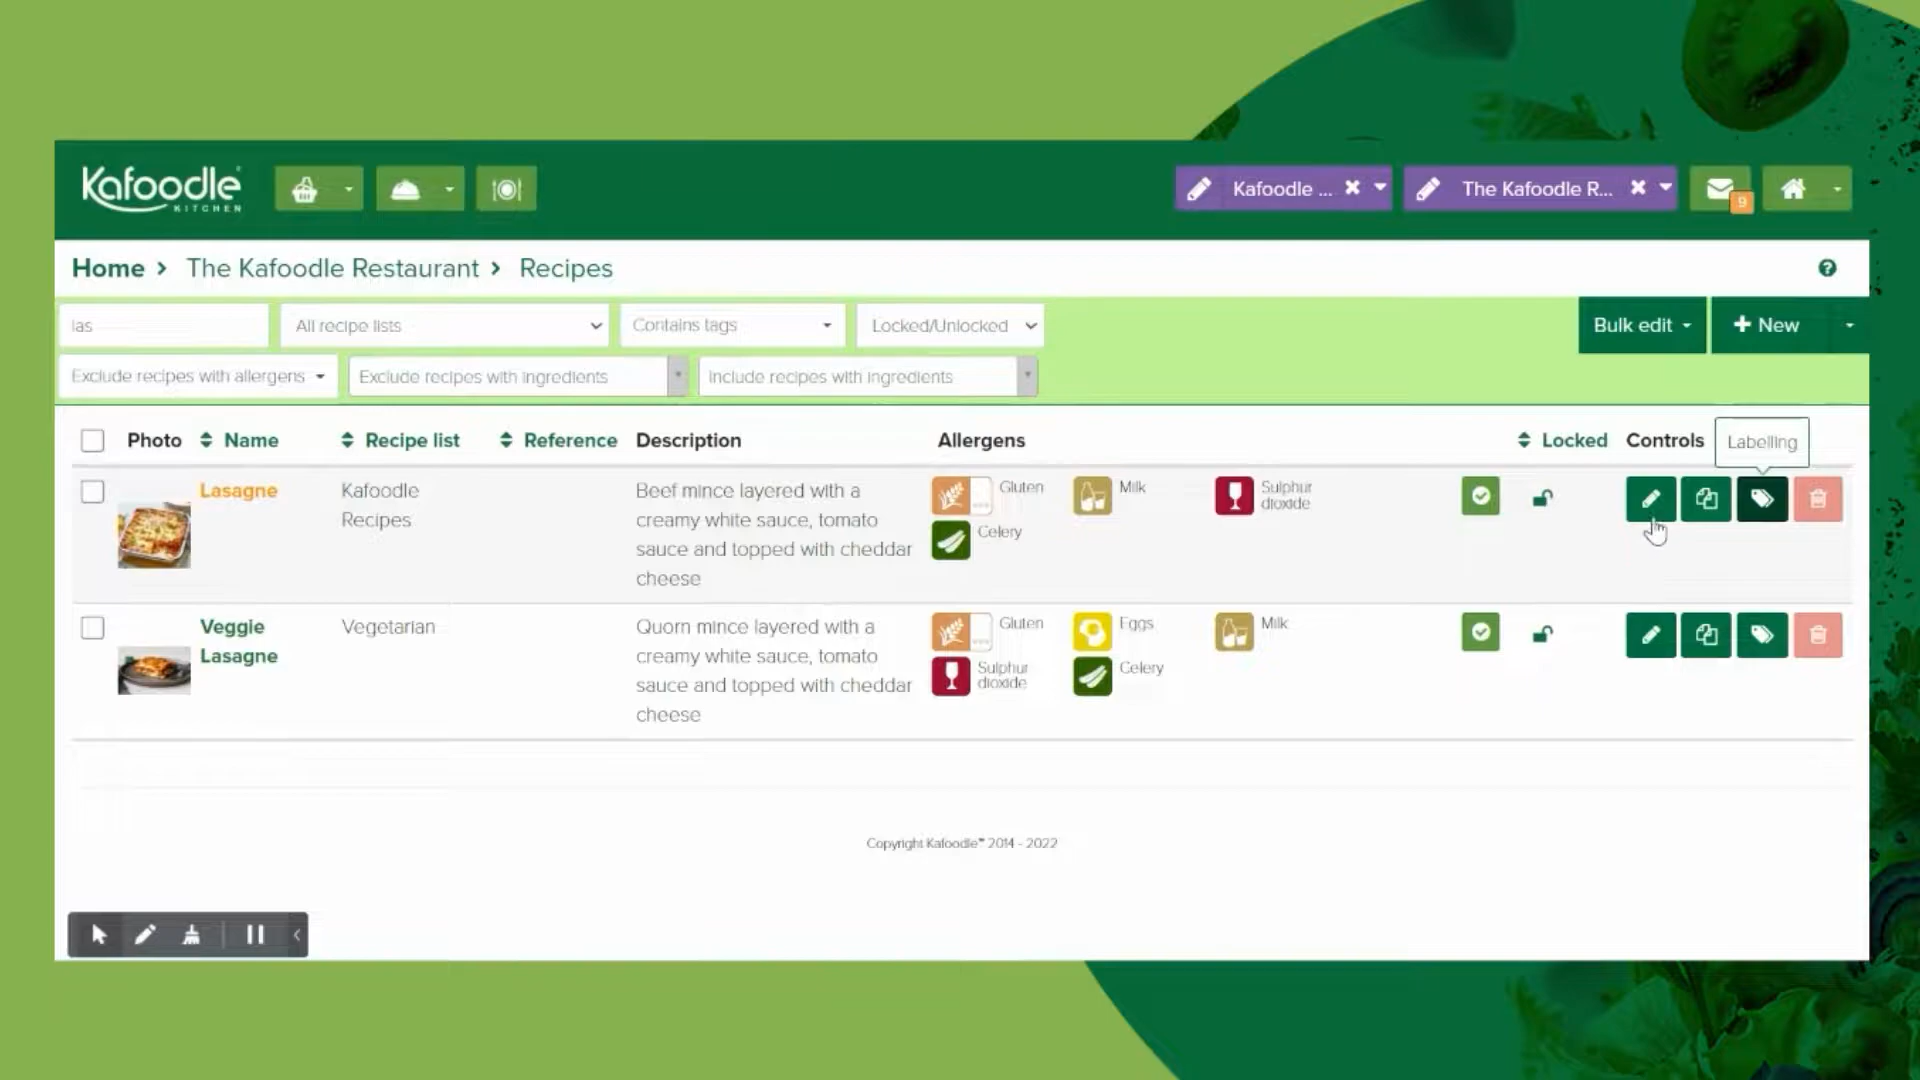 Kafoodle
KITCHEN
Kafoodle ...
The Kafoodle R...
9
Home > The Kafoodle Restaurant > Recipes
las
All recipe lists
Contains tags
Locked/Unlocked
Bulk edit
+ New
Exclude recipes with allergens
Exclude recipes with ingredients
Include recipes with ingredients
Photo
Name
Recipe list
Reference
Description
Allergens
Locked
Controls
Labelling
Lasagne
Kafoodle
Recipes
Beef mince layered with a
creamy white sauce, tomato
sauce and topped with cheddar
cheese
Gluten
Milk
Sulphur
dioxide
Celery
Veggie
Lasagne
Vegetarian
Quorn mince layered with a
creamy white sauce, tomato
sauce and topped with cheddar
cheese
Gluten
Eggs
Milk
Sulphur
dioxide
Celery
Copyright Kafoodle™ 2014 - 2022